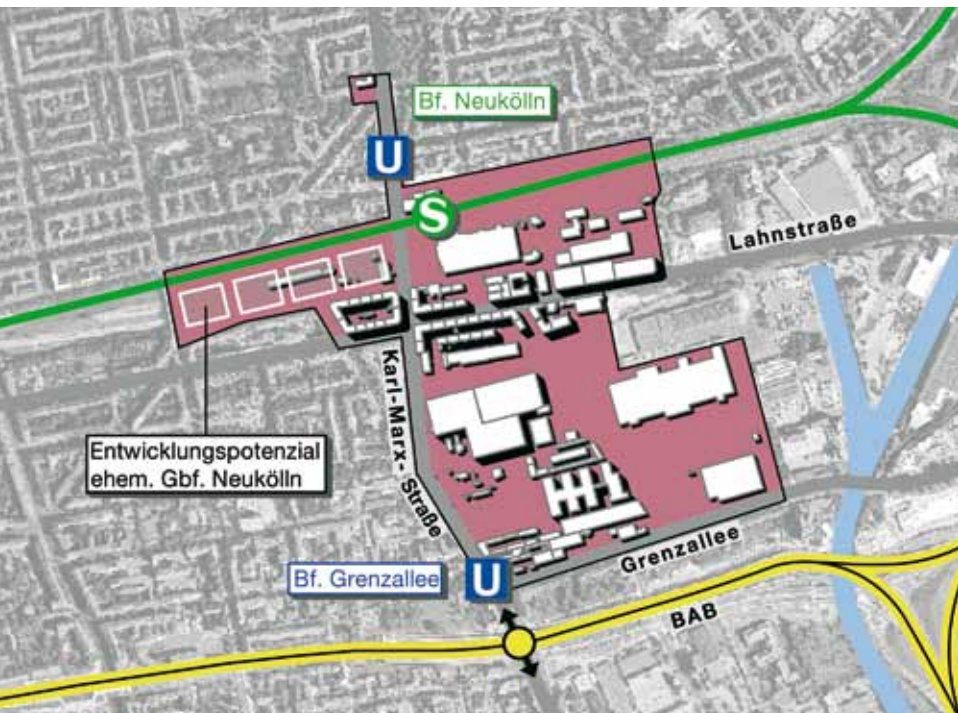 Bf. Neukölln
U
S
Lahnstraße
Karl-Marx-Straße
Entwicklungspotenzial
ehem. Gbf. Neukölln
Bf. Grenzallee
U
Grenzallee
BAB